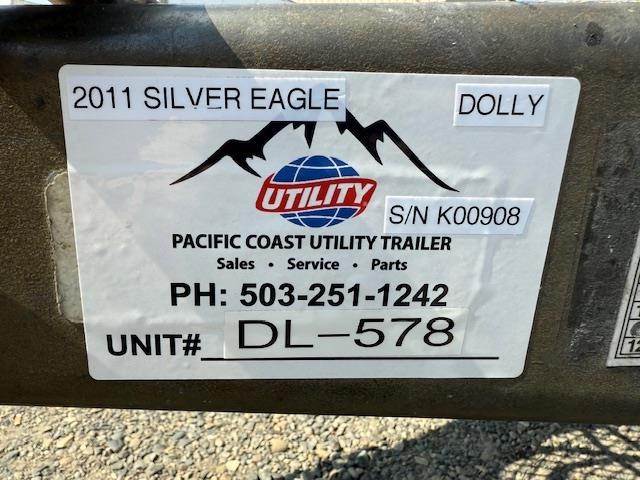 2011 SILVER EAGLE
DOLLY
UTILITY
S/N K00908
PACIFIC COAST UTILITY TRAILER
Sales • Service • Parts
PH: 503-251-1242
UNIT# DL-578